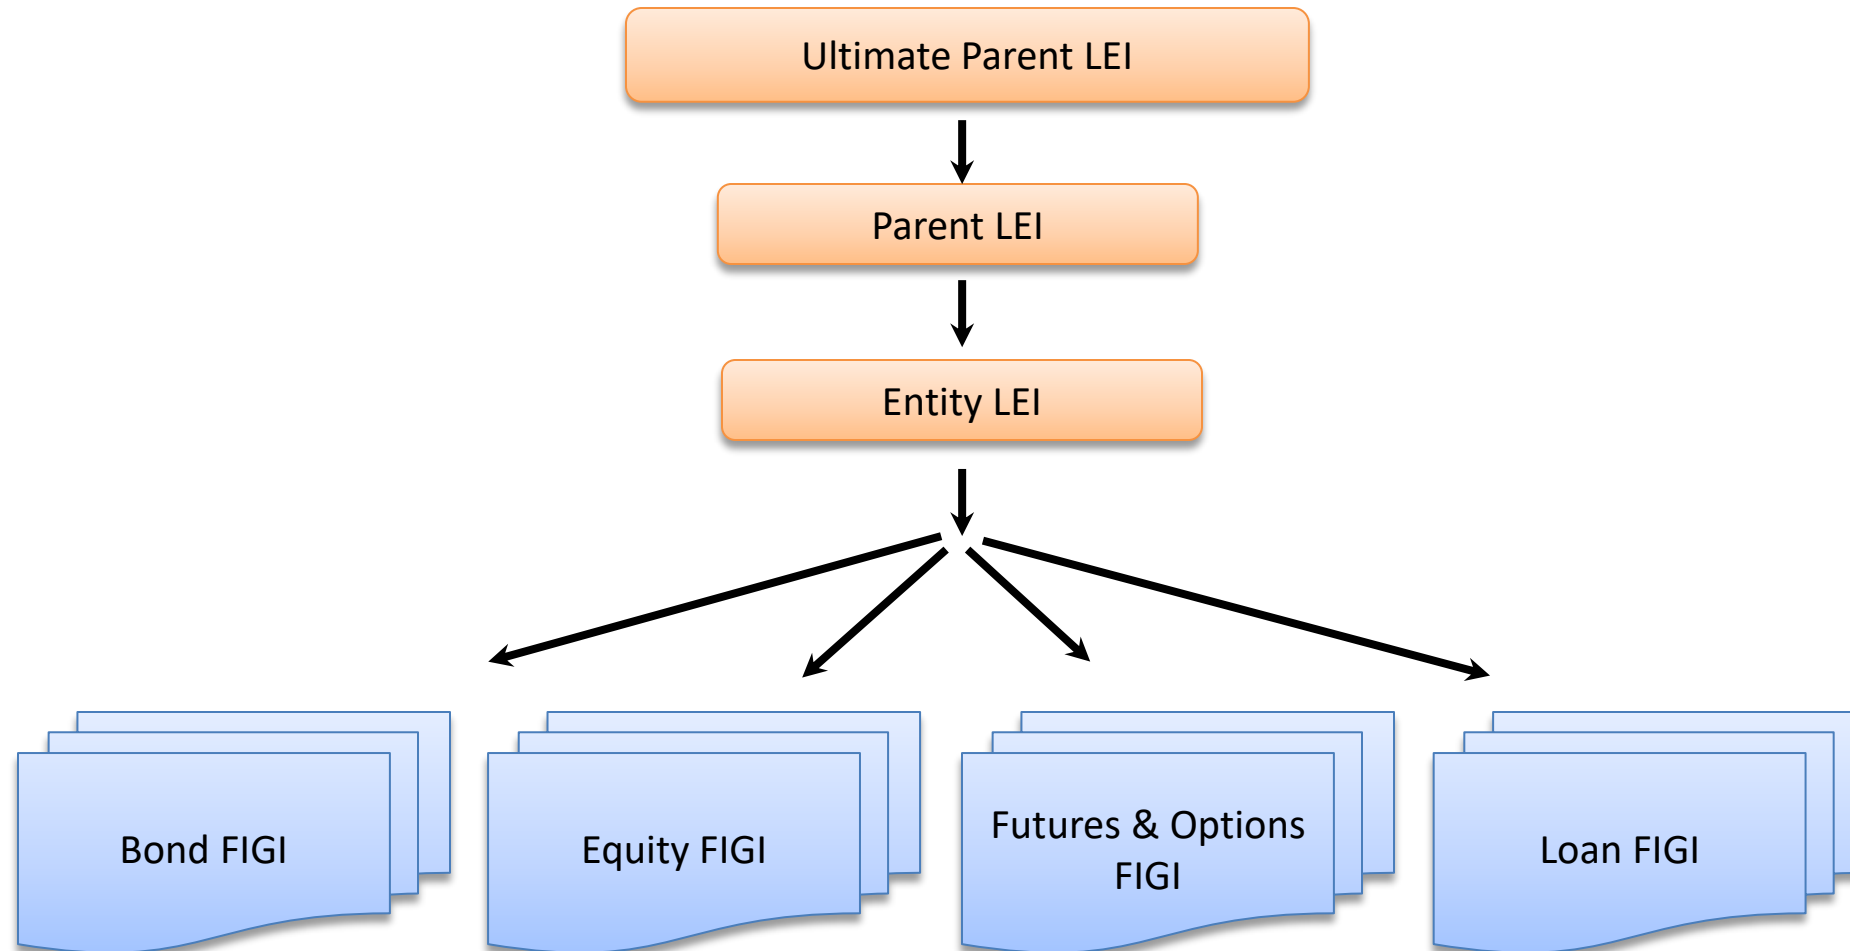 Ultimate Parent LEI
Parent LEI
Entity LEI
Bond FIGI
Equity FIGI
Futures & Options
FIGI
Loan FIGI